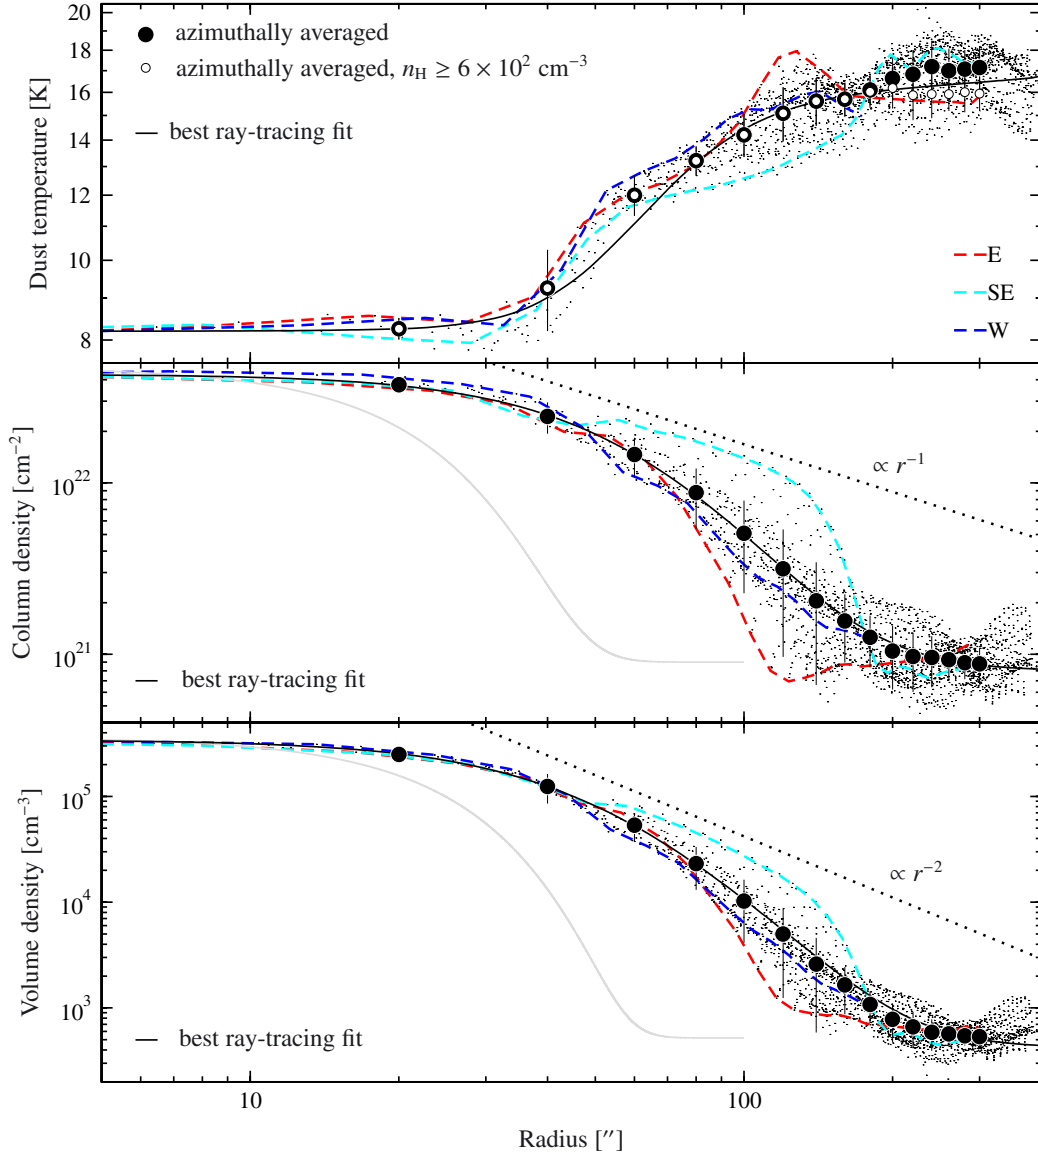 20
18
16
14
12
10
8
Dust temperature [K]
azimuthally averaged
azimuthally averaged, n_H ≥ 6 × 10² cm⁻³
best ray-tracing fit
E
SE
W
10²²
10²¹
Column density [cm⁻²]
∝ r⁻¹
best ray-tracing fit
10⁵
10⁴
10³
Volume density [cm⁻³]
∝ r⁻²
best ray-tracing fit
10
100
Radius [′′]